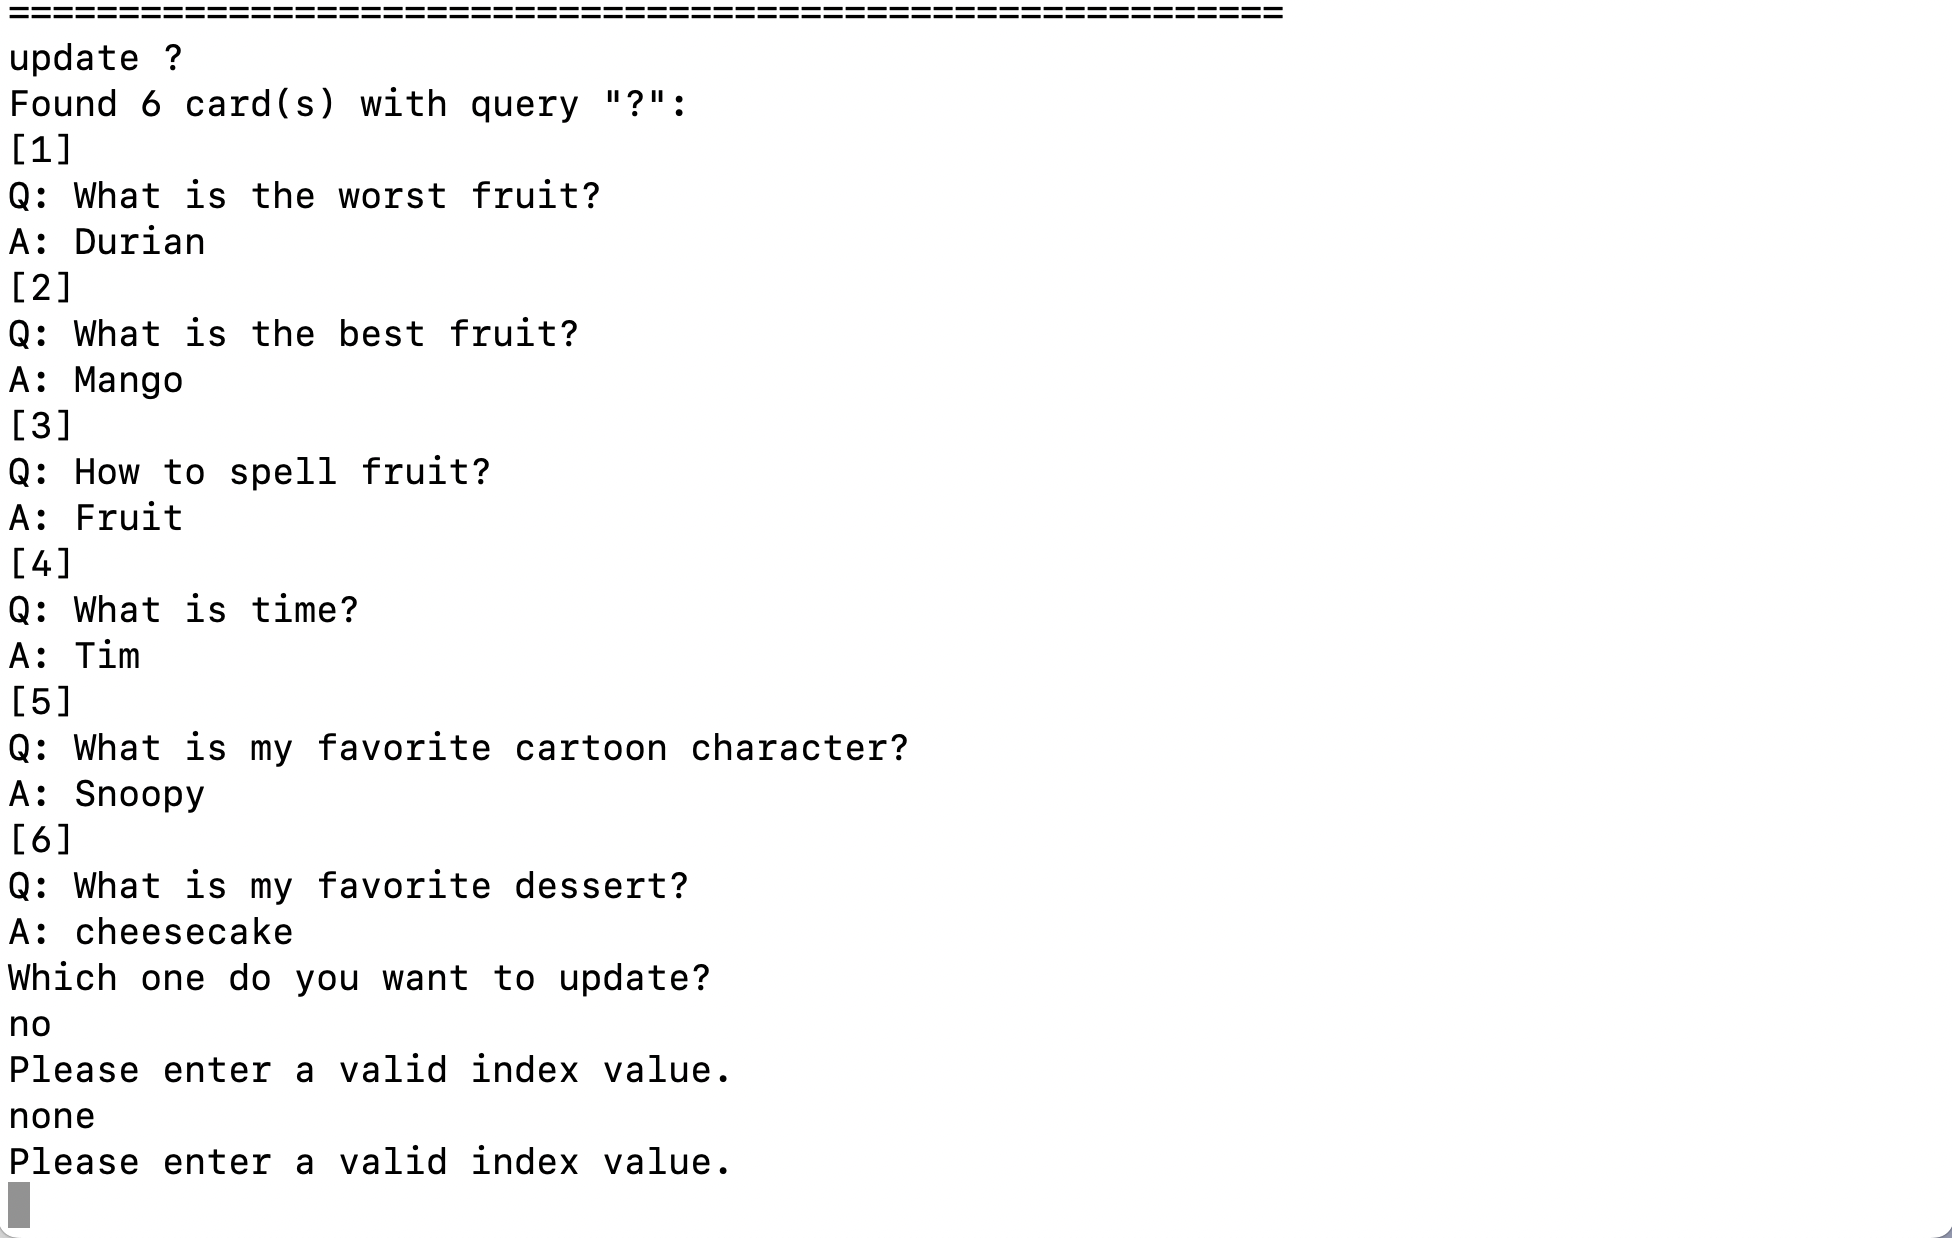 ==========================================================
update ?
Found 6 card(s) with query "?":
[1]
Q: What is the worst fruit?
A: Durian
[2]
Q: What is the best fruit?
A: Mango
[3]
Q: How to spell fruit?
A: Fruit
[4]
Q: What is time?
A: Tim
[5]
Q: What is my favorite cartoon character?
A: Snoopy
[6]
Q: What is my favorite dessert?
A: cheesecake
Which one do you want to update?
no
Please enter a valid index value.
none
Please enter a valid index value.